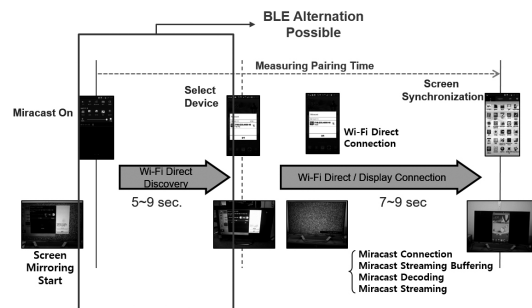 BLE Alternation
Possible
Measuring Pairing Time
Miracast On
Select
Device
Screen
Synchronization
Wi-Fi Direct
Connection
Wi-Fi Direct
Discovery
Wi-Fi Direct / Display Connection
5~9 sec.
7~9 sec
Screen
Mirroring
Start
Miracast Connection
Miracast Streaming Buffering
Miracast Decoding
Miracast Streaming